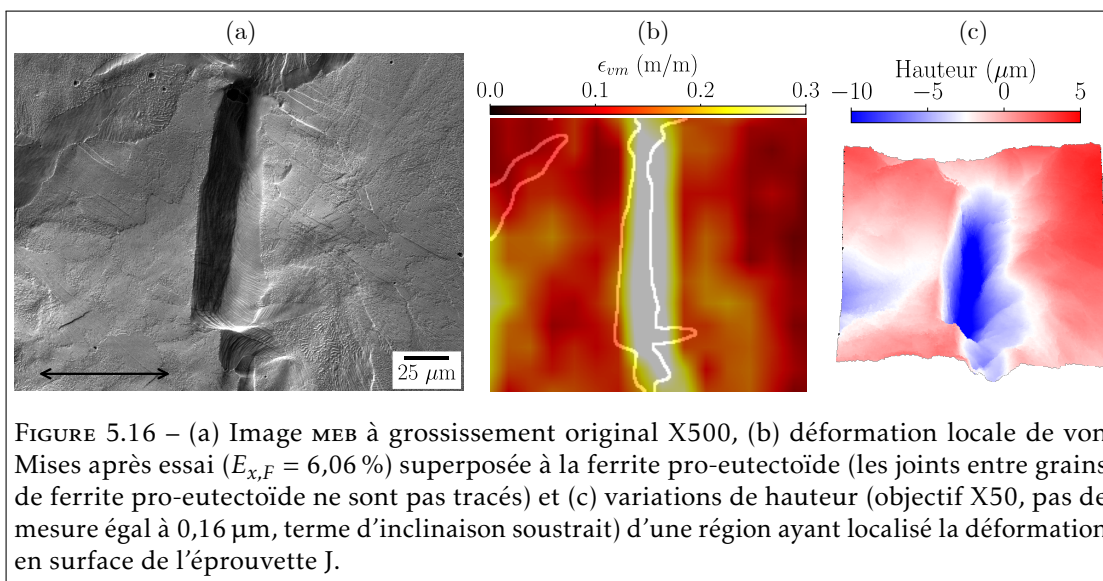 (a)
(b)
(c)
ϵvm (m/m)
0.0 0.1 0.2 0.3
Hauteur (μm)
−10 −5 0 5
25 μm
FIGURE 5.16 – (a) Image MEB à grossissement original X500, (b) déformation locale de von
Mises après essai (Ex,F = 6,06 %) superposée à la ferrite pro-eutectoïde (les joints entre grains
de ferrite pro-eutectoïde ne sont pas tracés) et (c) variations de hauteur (objectif X50, pas de
mesure égal à 0,16 µm, terme d'inclinaison soustrait) d'une région ayant localisé la déformation
en surface de l'éprouvette J.